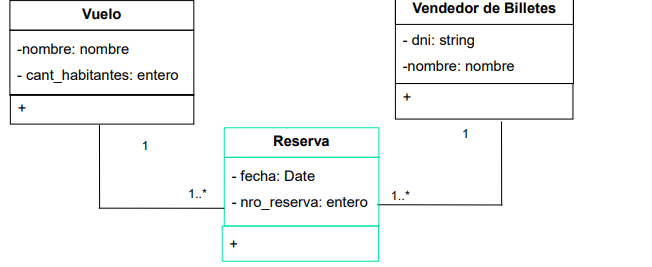 Vuelo
-nombre: nombre
- cant_habitantes: entero
+
Vendedor de Billetes
- dni: string
-nombre: nombre
+
1
1
Reserva
- fecha: Date
- nro_reserva: entero
+
1..*
1..*